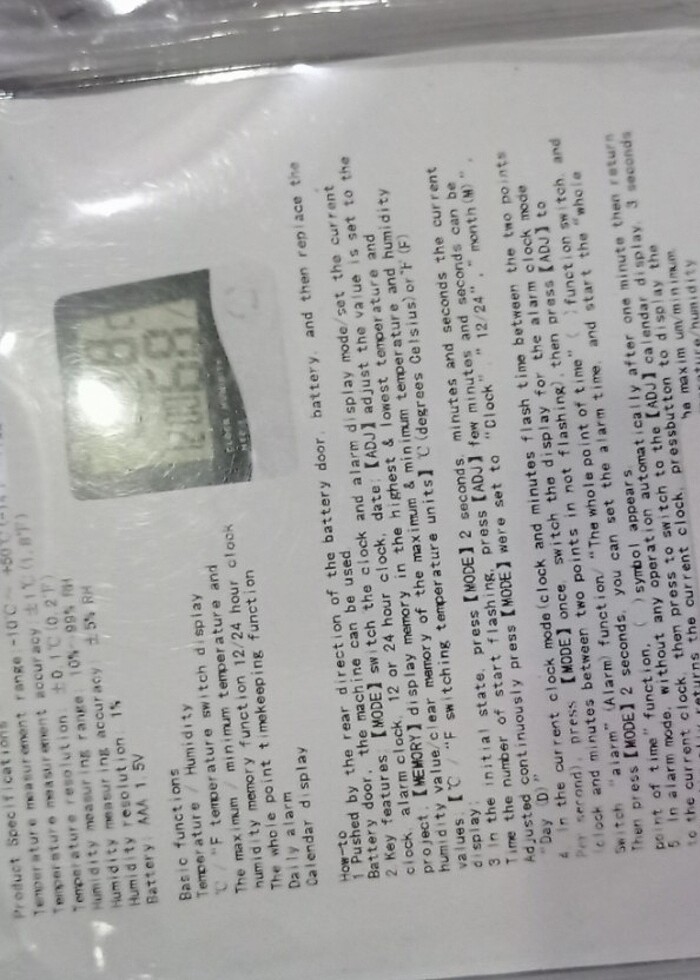 Product Specifications
Temperature measurement range: -10℃~ +50℃
Temperature measurement accuracy: ±1℃ (1.8℉)
Temperature resolution: ±0.1℃ (0.2℉)
Humidity measuring range: 10%~99% RH
Humidity measuring accuracy: ±5% RH
Humidity resolution: 1%
Battery: AAA 1.5V
Basic functions
Temperature / Humidity
℃ / °F temperature switch display
The maximum / minimum temperature and
humidity memory function 12/24 hour clock
The whole point timekeeping function
Daily alarm
Calendar display
CLOCK
HTC-1
How-to
1 Pushed by the rear direction of the battery door, battery, and then replace the
Battery door, the machine can be used.
2 Key features: 【MODE】 switch the clock and alarm display mode/set the current
clock, alarm clock, 12 or 24 hour clock, date; 【ADJ】 adjust the value is set to the
project; 【MEMORY】 display memory in the highest & lowest temperature and humidity
humidity value/clear memory of the maximum & minimum temperature and
values. 【℃ / °F switching temperature units】 ℃ (degrees Celsius) or °F (F)
display;
3 In the initial state, press 【MODE】 2 seconds, minutes and seconds the current
Time the number of start flashing, press 【ADJ】 few minutes and seconds can be
Adjusted continuously press 【MODE】 were set to "Clock", "12/24", "month (M)",
"Day (D)"
4 In the current clock mode (clock and minutes flash time between the two points
Per second), press 【MODE】 once, switch the display for the alarm clock mode
(clock and minutes between two points in not flashing), then press 【ADJ】 to
Switch "alarm" (Alarm) function/ "The whole point of time" ( ) function switch, and
Then press 【MODE】 2 seconds, you can set the alarm time, and start the "whole
point of time" function, ( ) symbol appears.
5 In alarm mode, without any operation automatically after one minute then return
to the current clock, then press to switch to the 【ADJ】 calendar display, 3 seconds
returns the current clock, pressbutton to display the
maxim um/minimum